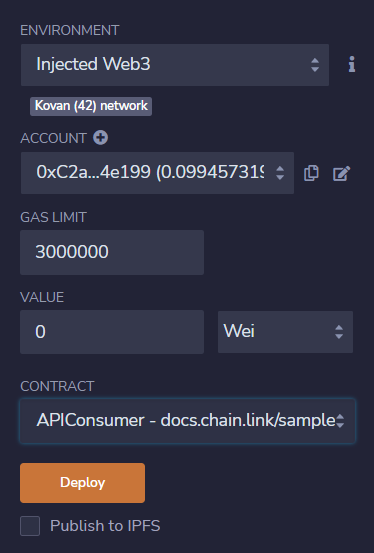 ENVIRONMENT
Injected Web3
Kovan (42) network
ACCOUNT
0xC2a...4e199 (0.099457319
GAS LIMIT
3000000
VALUE
0 Wei
CONTRACT
APIConsumer - docs.chain.link/sample
Deploy
Publish to IPFS